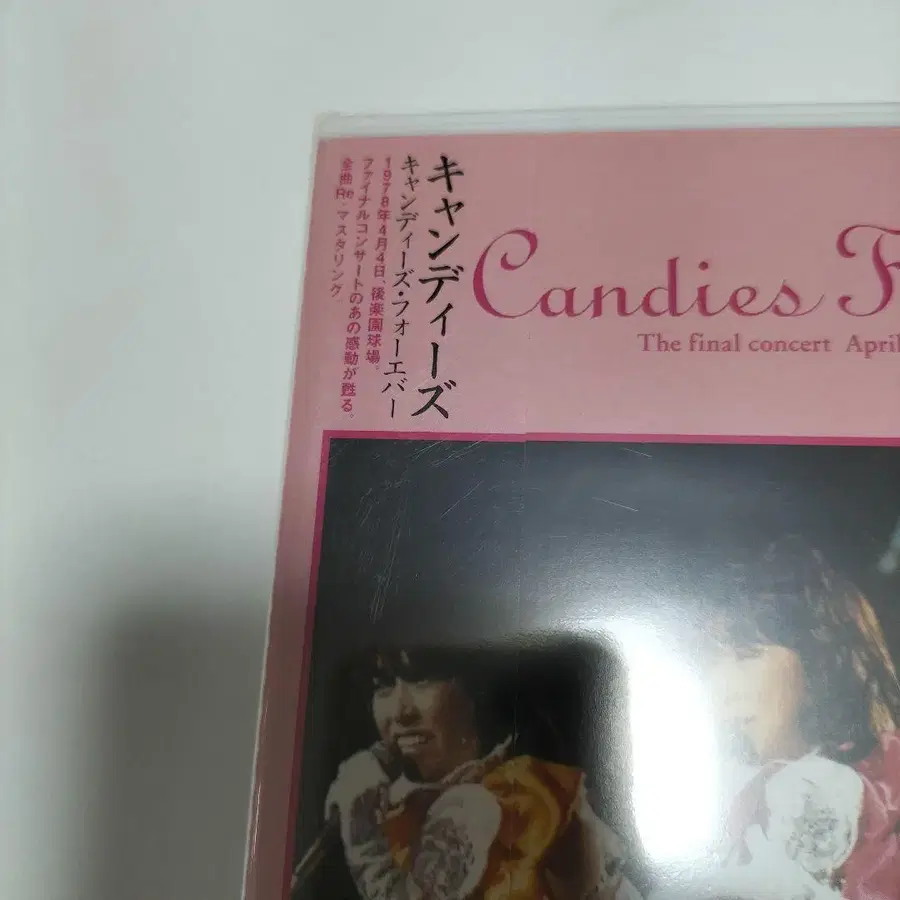 キャンディーズ
キャンディーズ・フォーエバー
1978年4月4日、後楽園球場。
ファイナルコンサートのあの感動が甦る。
全曲Re-マスタリング
Candies F
The final concert April